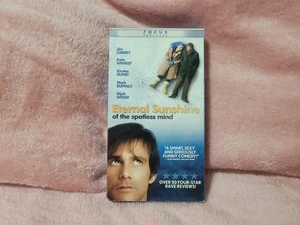 FOCUS
FEATURES
Jim
CARREY
Kate
WINSLET
Kirsten
DUNST
Mark
RUFFALO
Elijah
WOOD
Eternal Sunshine
of the spotless mind
"A SMART, SEXY
AND SERIOUSLY
FUNNY COMEDY!"
OVER 50 FOUR-STAR
RAVE REVIEWS!